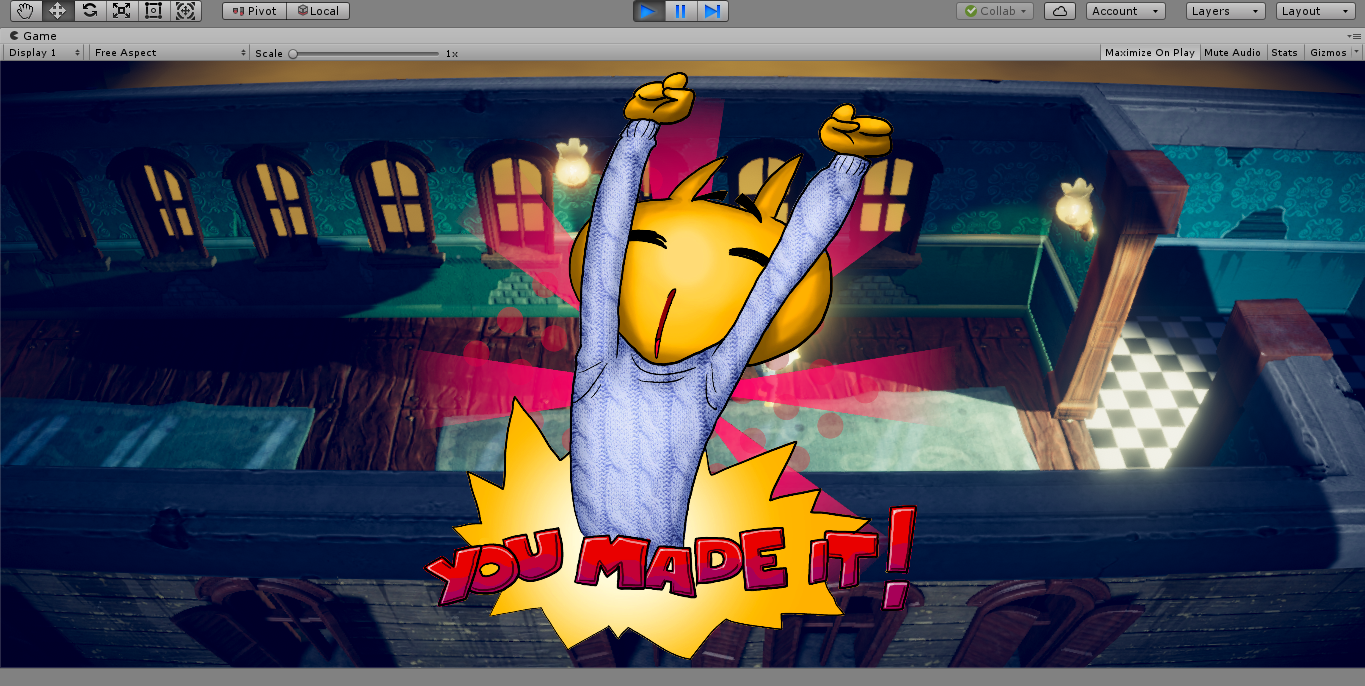 Pivot Local Collab Account Layers Layout
Game
Display 1 Free Aspect Scale 1x Maximize On Play Mute Audio Stats Gizmos
YOU MADE IT!